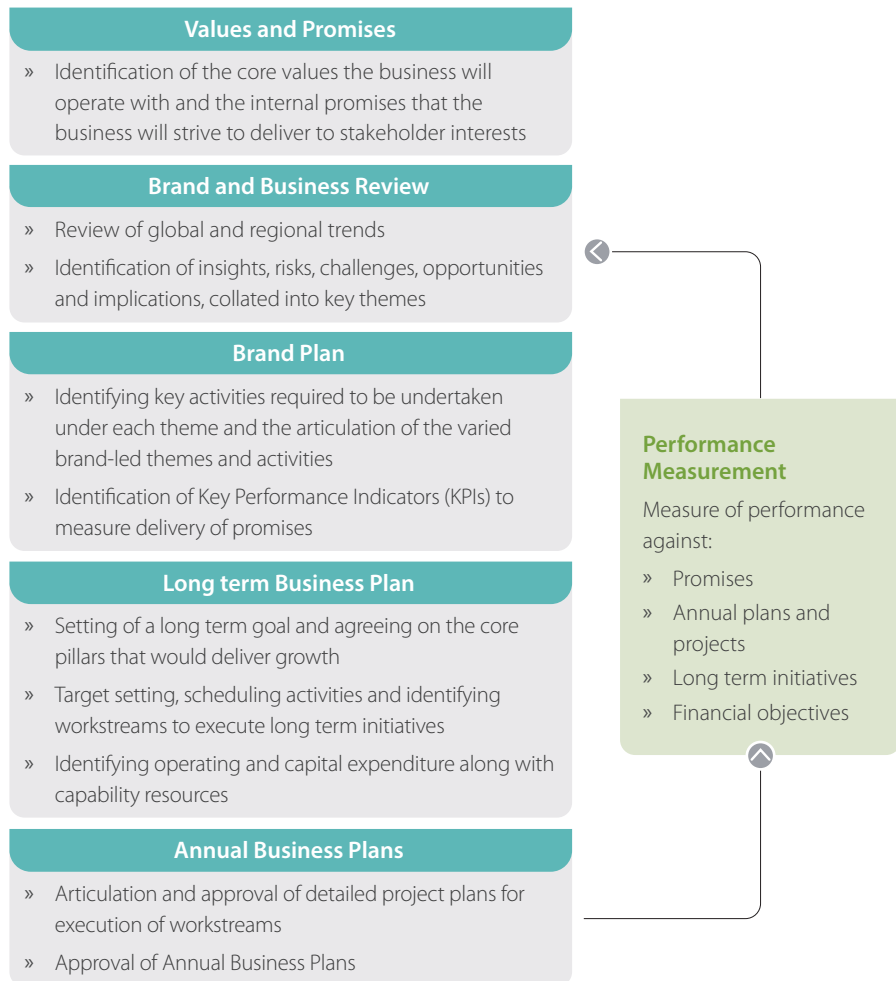 Values and Promises
» Identification of the core values the business will
operate with and the internal promises that the
business will strive to deliver to stakeholder interests
Brand and Business Review
» Review of global and regional trends
» Identification of insights, risks, challenges, opportunities
and implications, collated into key themes
Brand Plan
» Identifying key activities required to be undertaken
under each theme and the articulation of the varied
brand-led themes and activities
» Identification of Key Performance Indicators (KPIs) to
measure delivery of promises
Long term Business Plan
» Setting of a long term goal and agreeing on the core
pillars that would deliver growth
» Target setting, scheduling activities and identifying
workstreams to execute long term initiatives
» Identifying operating and capital expenditure along with
capability resources
Annual Business Plans
» Articulation and approval of detailed project plans for
execution of workstreams
» Approval of Annual Business Plans
Performance
Measurement
Measure of performance
against:
» Promises
» Annual plans and
projects
» Long term initiatives
» Financial objectives